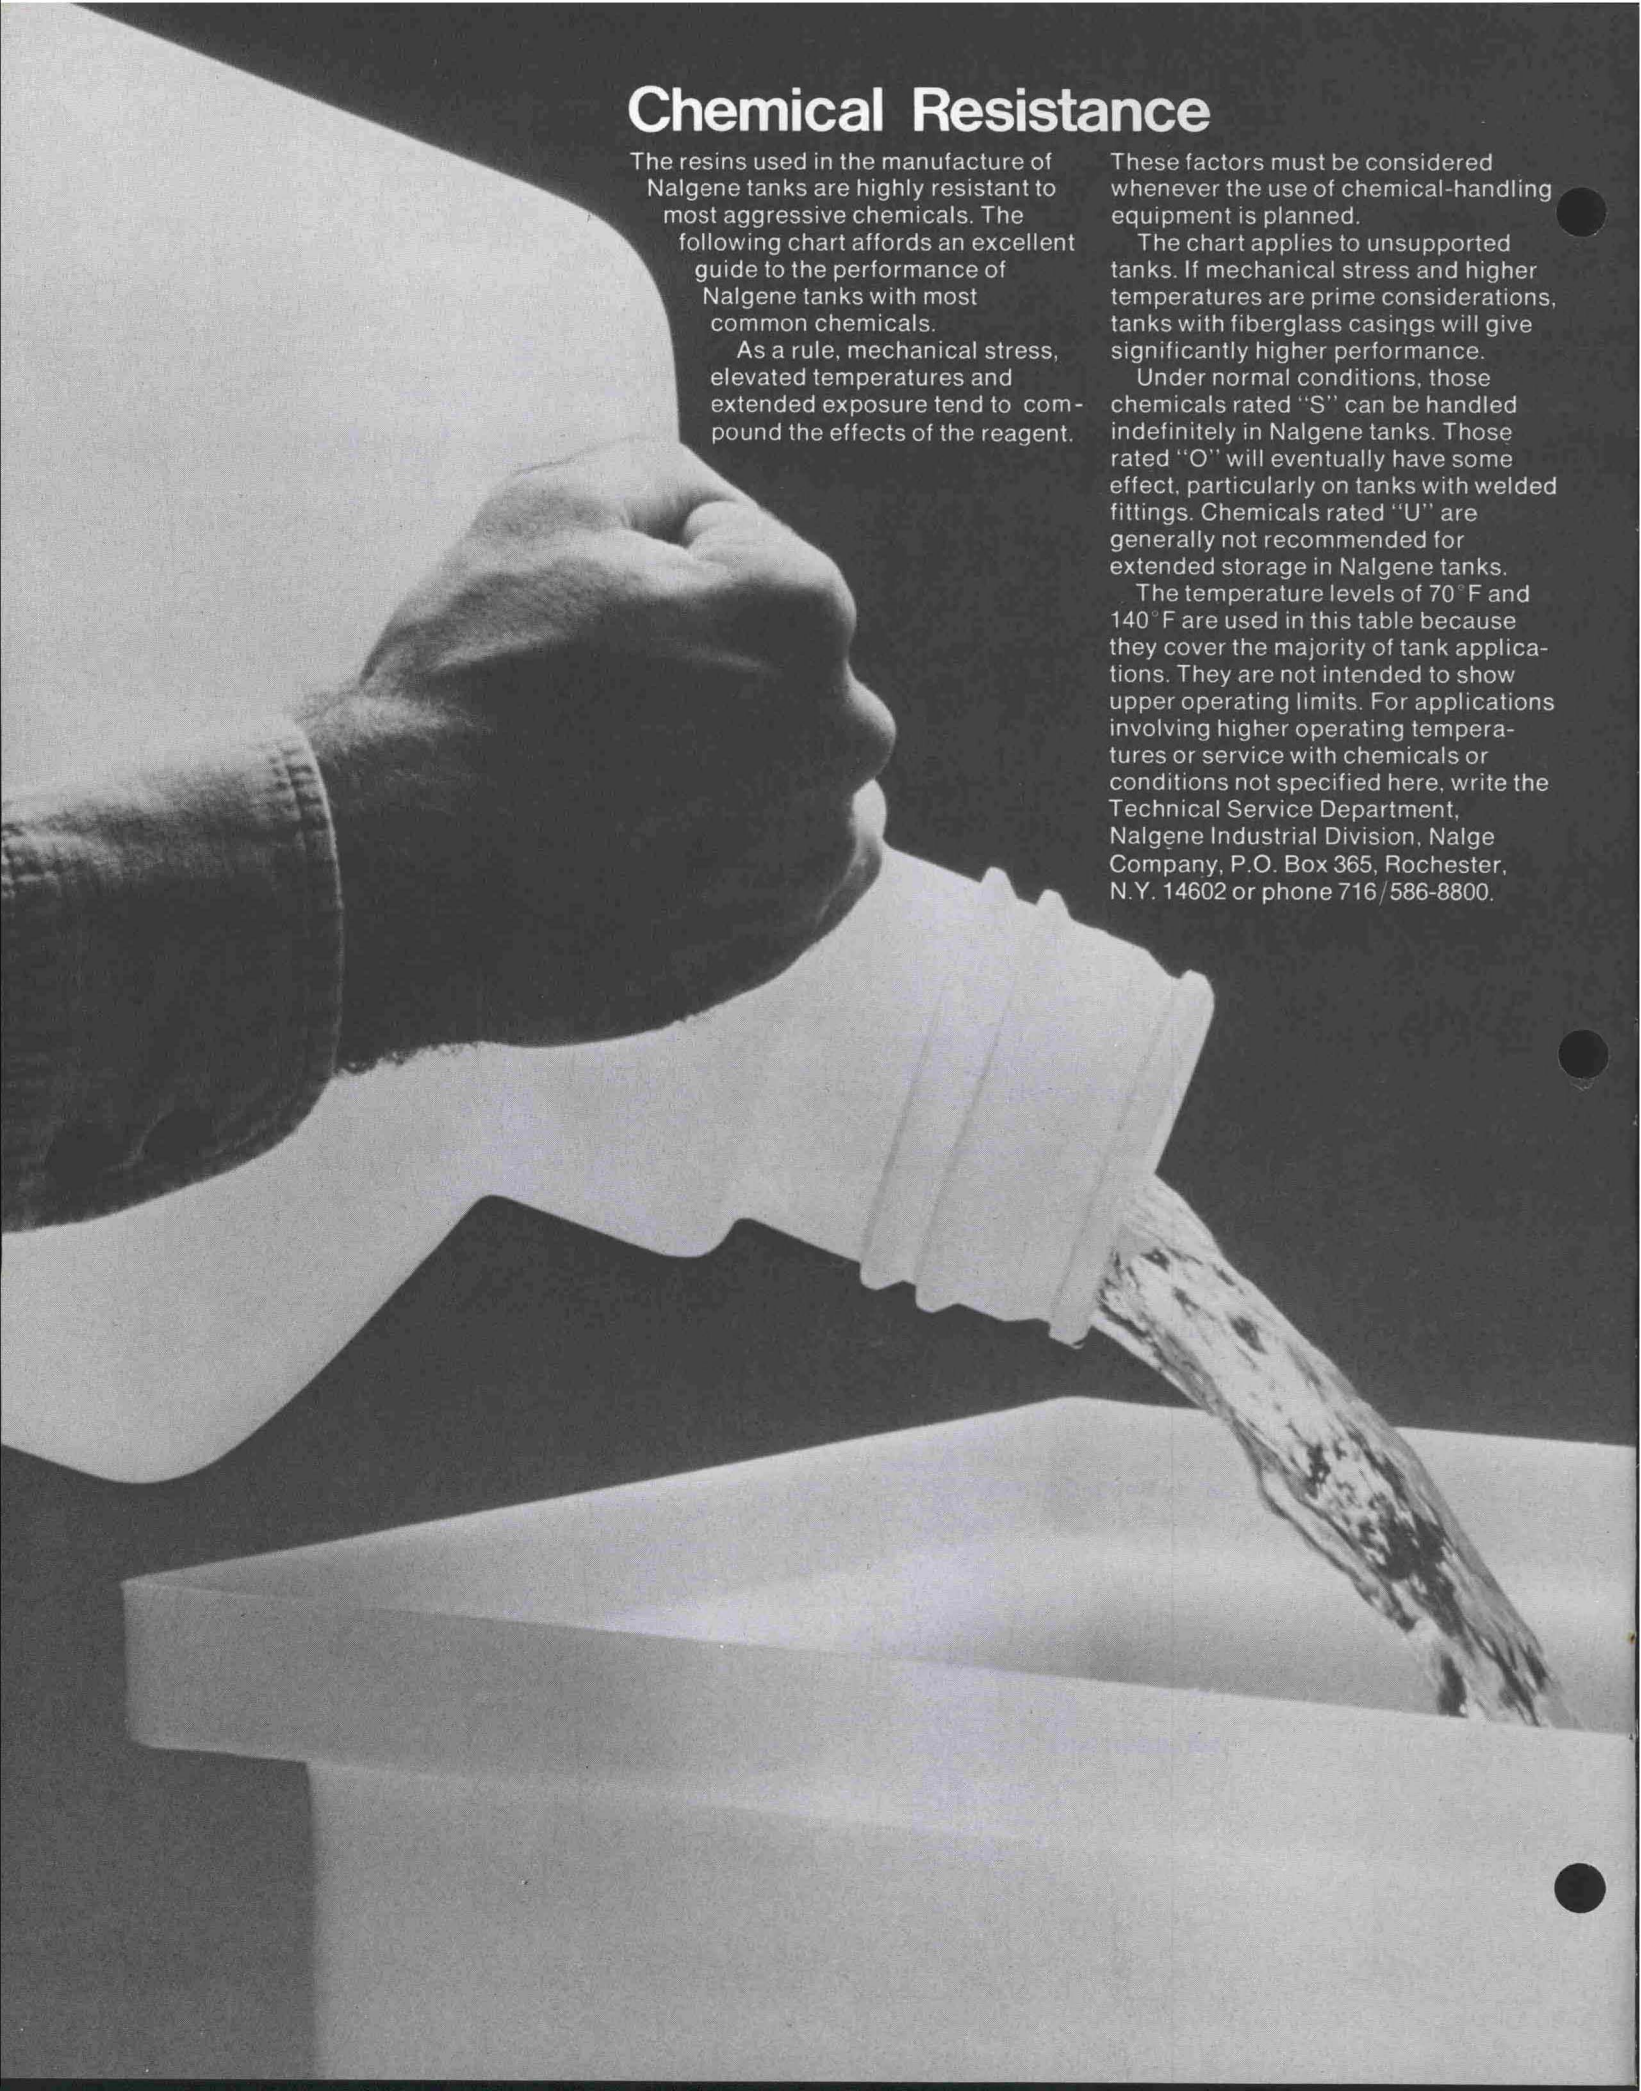 Chemical Resistance
The resins used in the manufacture of
Nalgene tanks are highly resistant to
most aggressive chemicals. The
following chart affords an excellent
guide to the performance of
Nalgene tanks with most
common chemicals.
As a rule, mechanical stress,
elevated temperatures and
extended exposure tend to com-
pound the effects of the reagent.
These factors must be considered
whenever the use of chemical-handling
equipment is planned.
The chart applies to unsupported
tanks. If mechanical stress and higher
temperatures are prime considerations,
tanks with fiberglass casings will give
significantly higher performance.
Under normal conditions, those
chemicals rated “S” can be handled
indefinitely in Nalgene tanks. Those
rated “O” will eventually have some
effect, particularly on tanks with welded
fittings. Chemicals rated “U” are
generally not recommended for
extended storage in Nalgene tanks.
The temperature levels of 70°F and
140°F are used in this table because
they cover the majority of tank applica-
tions. They are not intended to show
upper operating limits. For applications
involving higher operating tempera-
tures or service with chemicals or
conditions not specified here, write the
Technical Service Department,
Nalgene Industrial Division, Nalge
Company, P.O. Box 365, Rochester,
N.Y. 14602 or phone 716/586-8800.